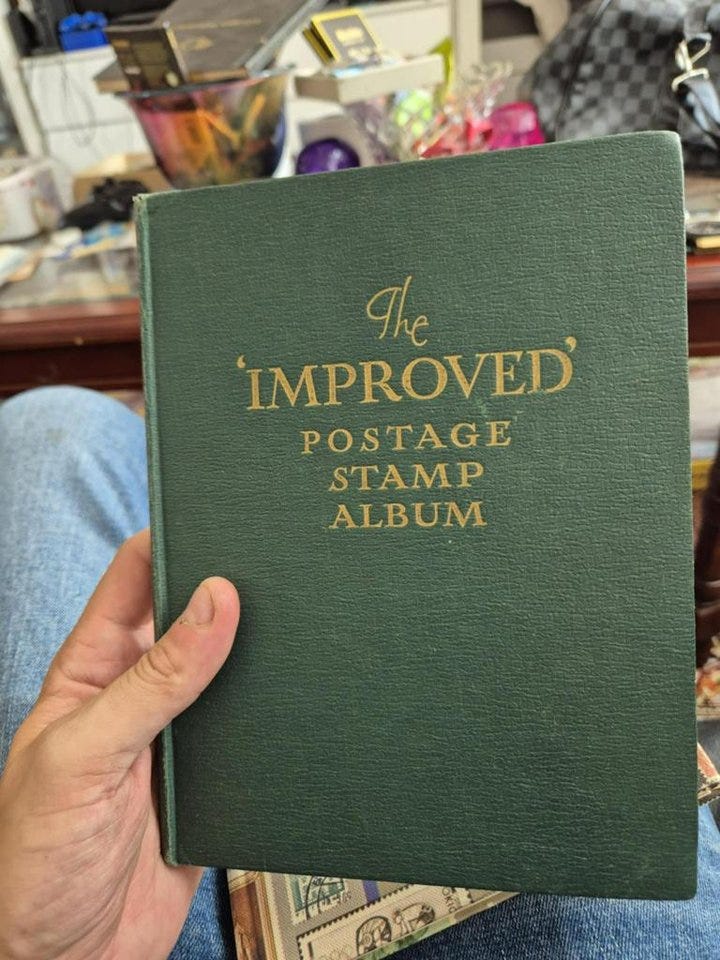 The
'IMPROVED'
POSTAGE
STAMP
ALBUM